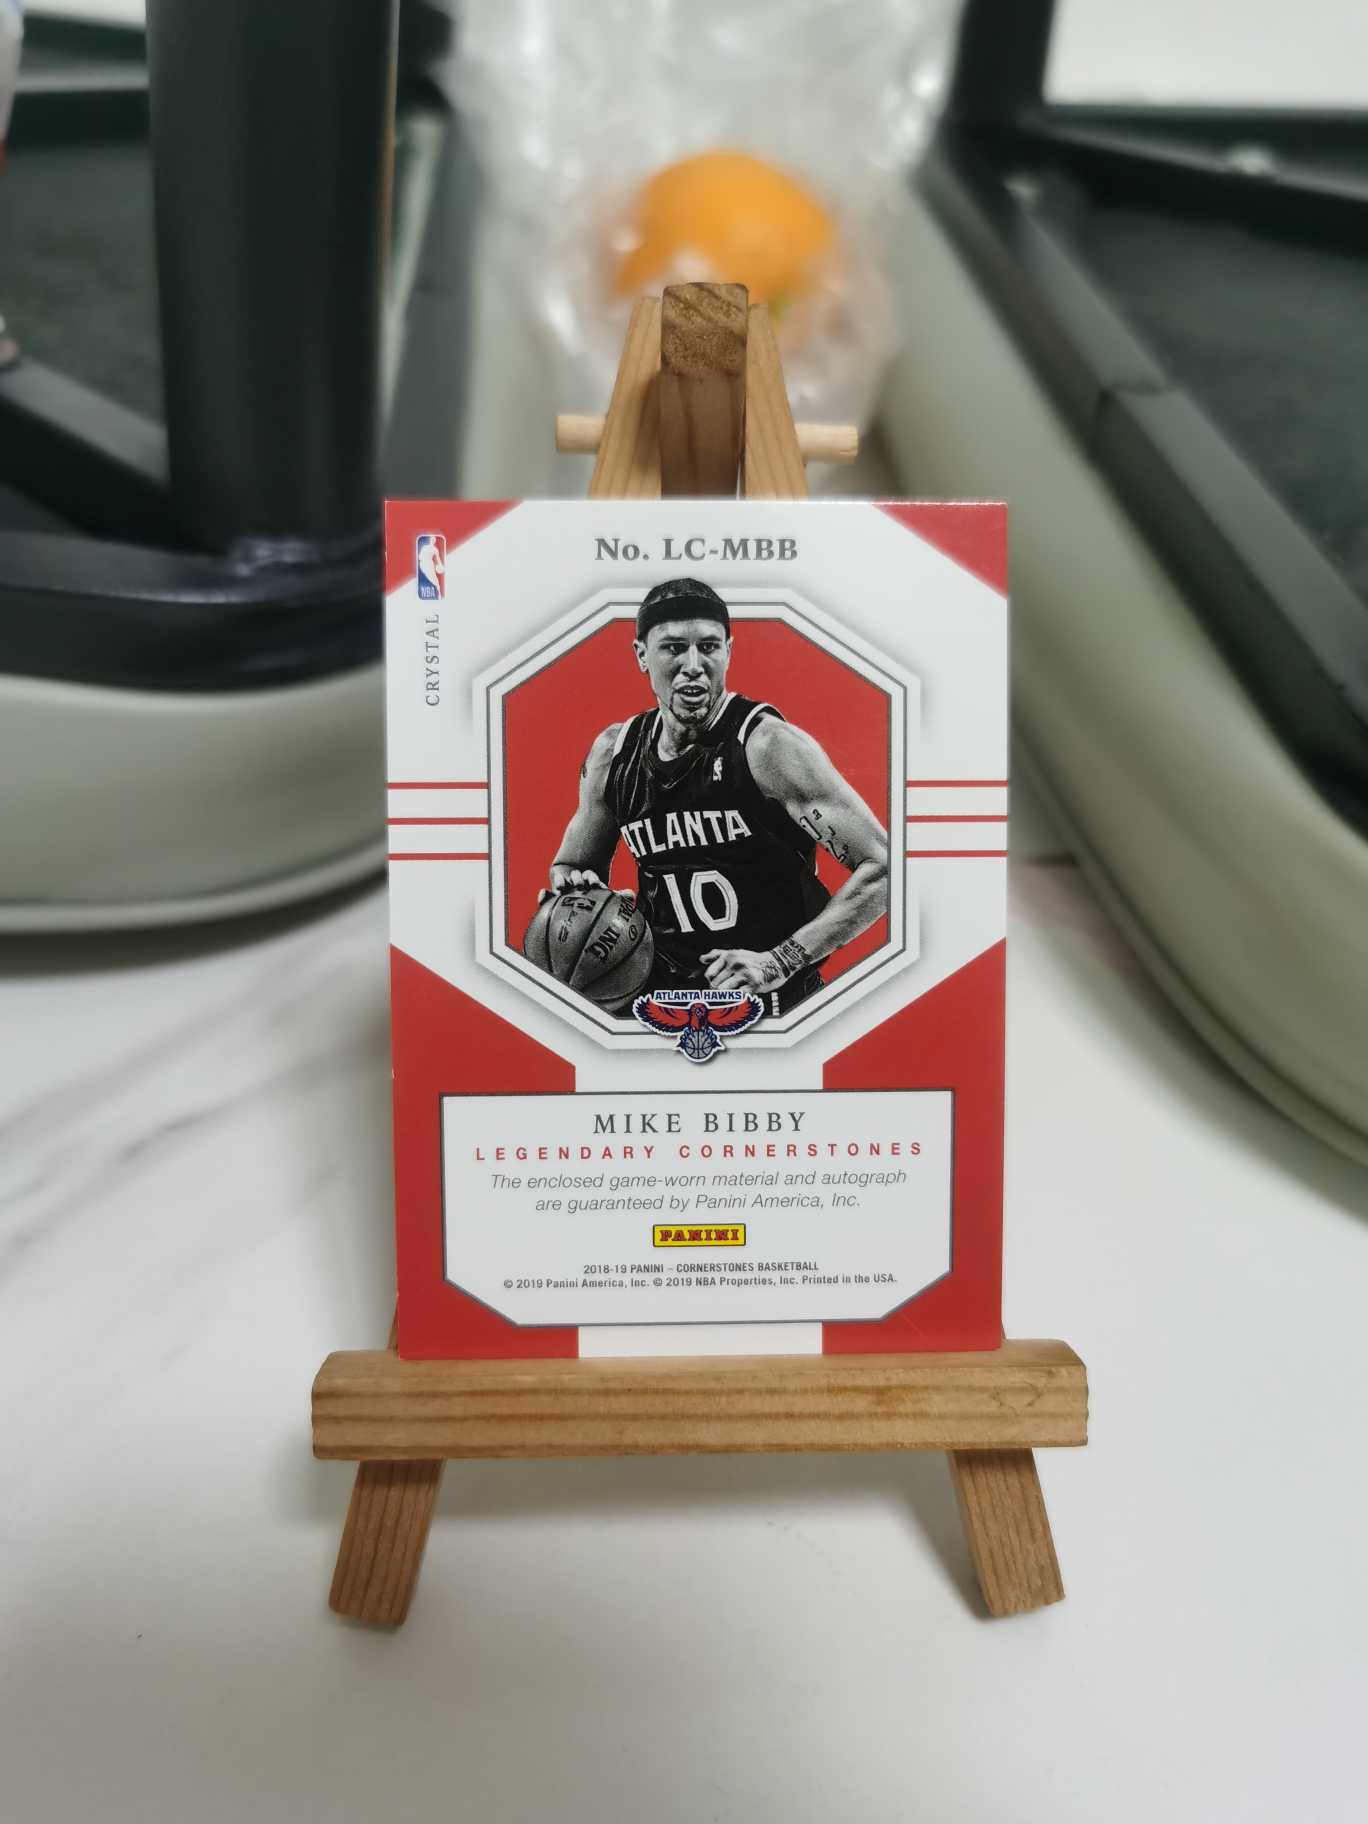 No. LC-MBB
NBA
CRYSTAL
ATLANTA
10
ATLANTA HAWKS
MIKE BIBBY
LEGENDARY CORNERSTONES
The enclosed game-worn material and autograph
are guaranteed by Panini America, Inc.
PANINI
2018-19 PANINI – CORNERSTONES BASKETBALL
© 2019 Panini America, Inc. © 2019 NBA Properties, Inc. Printed in the USA.